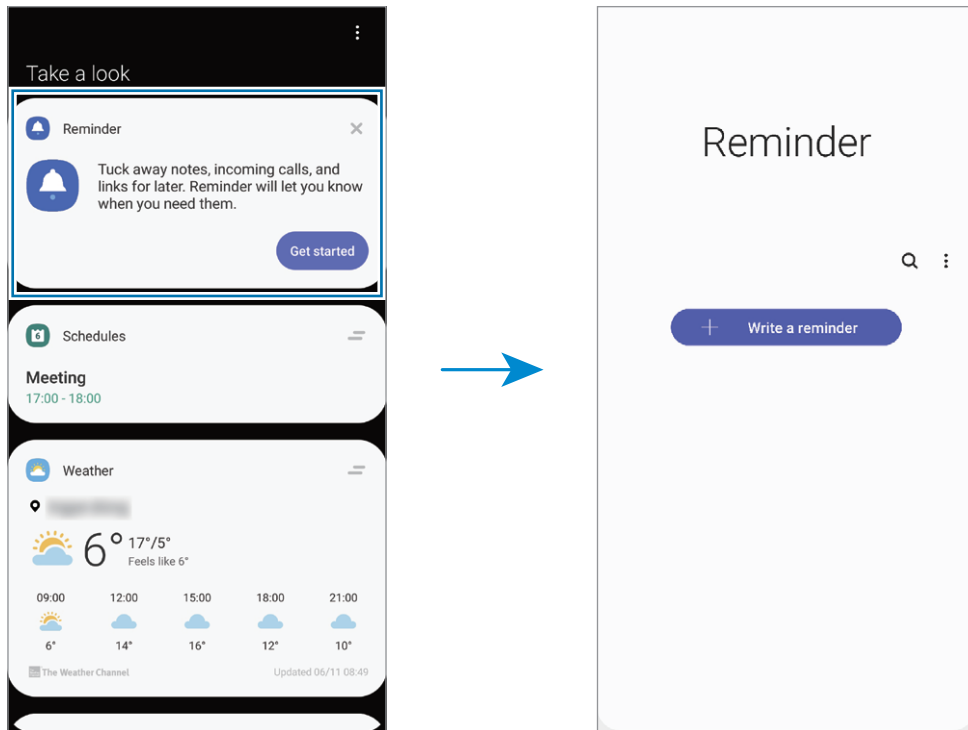 Take a look
Reminder
Tuck away notes, incoming calls, and
links for later. Reminder will let you know
when you need them.
Get started
6
Schedules
Meeting
17:00 - 18:00
Weather
6° 17°/5°
Feels like 6°
09:00 12:00 15:00 18:00 21:00
6° 14° 16° 12° 10°
The Weather Channel Updated 06/11 08:49
Reminder
Write a reminder